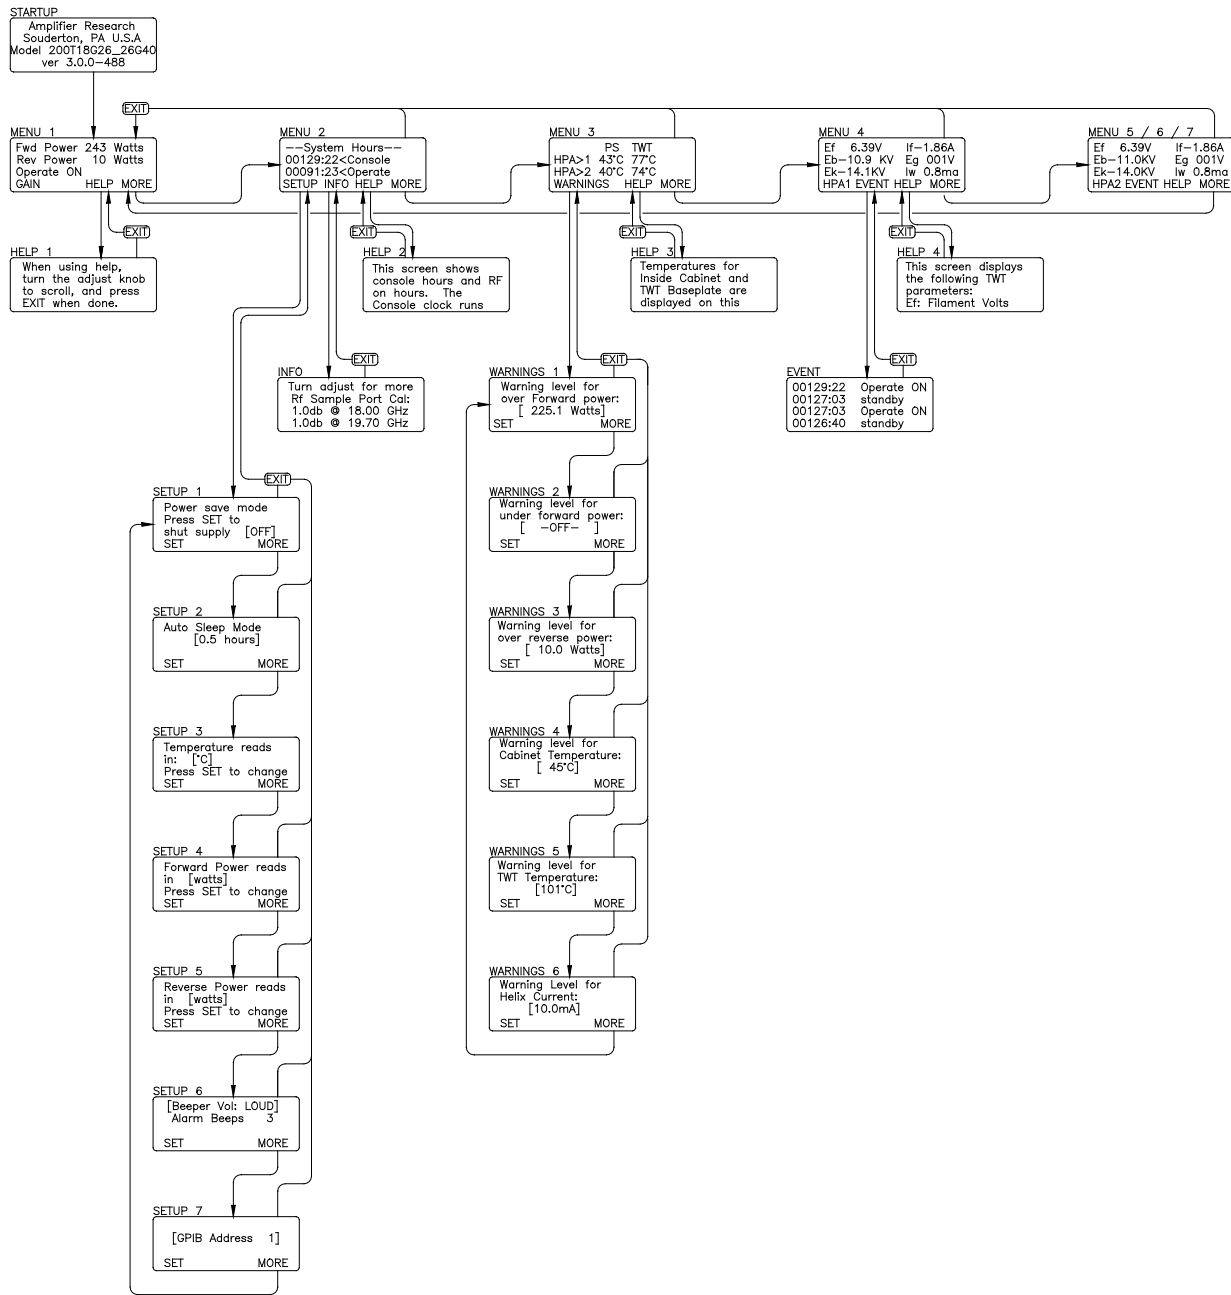 STARTUP
Amplifier Research
Souderton, PA U.S.A
Model 200T18G26_26G40
ver 3.0.0-488
EXIT
MENU 1
Fwd Power 243 Watts
Rev Power 10 Watts
Operate ON
GAIN HELP MORE
MENU 2
--System Hours--
00129:22<Console
00091:23<Operate
SETUP INFO HELP MORE
MENU 3
PS TWT
HPA>1 43°C 77°C
HPA>2 40°C 74°C
WARNINGS HELP MORE
MENU 4
Ef 6.39V If-1.86A
Eb-10.9 KV Eg 001V
Ek-14.1KV Iw 0.8ma
HPA1 EVENT HELP MORE
MENU 5 / 6 / 7
Ef 6.39V If-1.86A
Eb-11.0KV Eg 001V
Ek-14.0KV Iw 0.8ma
HPA2 EVENT HELP MORE
EXIT
EXIT
EXIT
EXIT
HELP 1
When using help,
turn the adjust knob
to scroll, and press
EXIT when done.
HELP 2
This screen shows
console hours and RF
on hours. The
Console clock runs
HELP 3
Temperatures for
Inside Cabinet and
TWT Baseplate are
displayed on this
HELP 4
This screen displays
the following TWT
parameters:
Ef: Filament Volts
EXIT
EXIT
EXIT
INFO
Turn adjust for more
Rf Sample Port Cal:
1.0db @ 18.00 GHz
1.0db @ 19.70 GHz
WARNINGS 1
Warning level for
over Forward power:
[ 225.1 Watts]
SET MORE
EVENT
00129:22 Operate ON
00127:03 standby
00127:03 Operate ON
00126:40 standby
EXIT
SETUP 1
Power save mode
Press SET to
shut supply [OFF]
SET MORE
WARNINGS 2
Warning level for
under forward power:
[ -OFF- ]
SET MORE
SETUP 2
Auto Sleep Mode
[0.5 hours]
SET MORE
WARNINGS 3
Warning level for
over reverse power:
[ 10.0 Watts]
SET MORE
SETUP 3
Temperature reads
in: [°C]
Press SET to change
SET MORE
WARNINGS 4
Warning level for
Cabinet Temperature:
[ 45°C]
SET MORE
SETUP 4
Forward Power reads
in [watts]
Press SET to change
SET MORE
WARNINGS 5
Warning level for
TWT Temperature:
[101°C]
SET MORE
SETUP 5
Reverse Power reads
in [watts]
Press SET to change
SET MORE
WARNINGS 6
Warning Level for
Helix Current:
[10.0mA]
SET MORE
SETUP 6
[Beeper Vol: LOUD]
Alarm Beeps 3
SET MORE
SETUP 7
[GPIB Address 1]
SET MORE